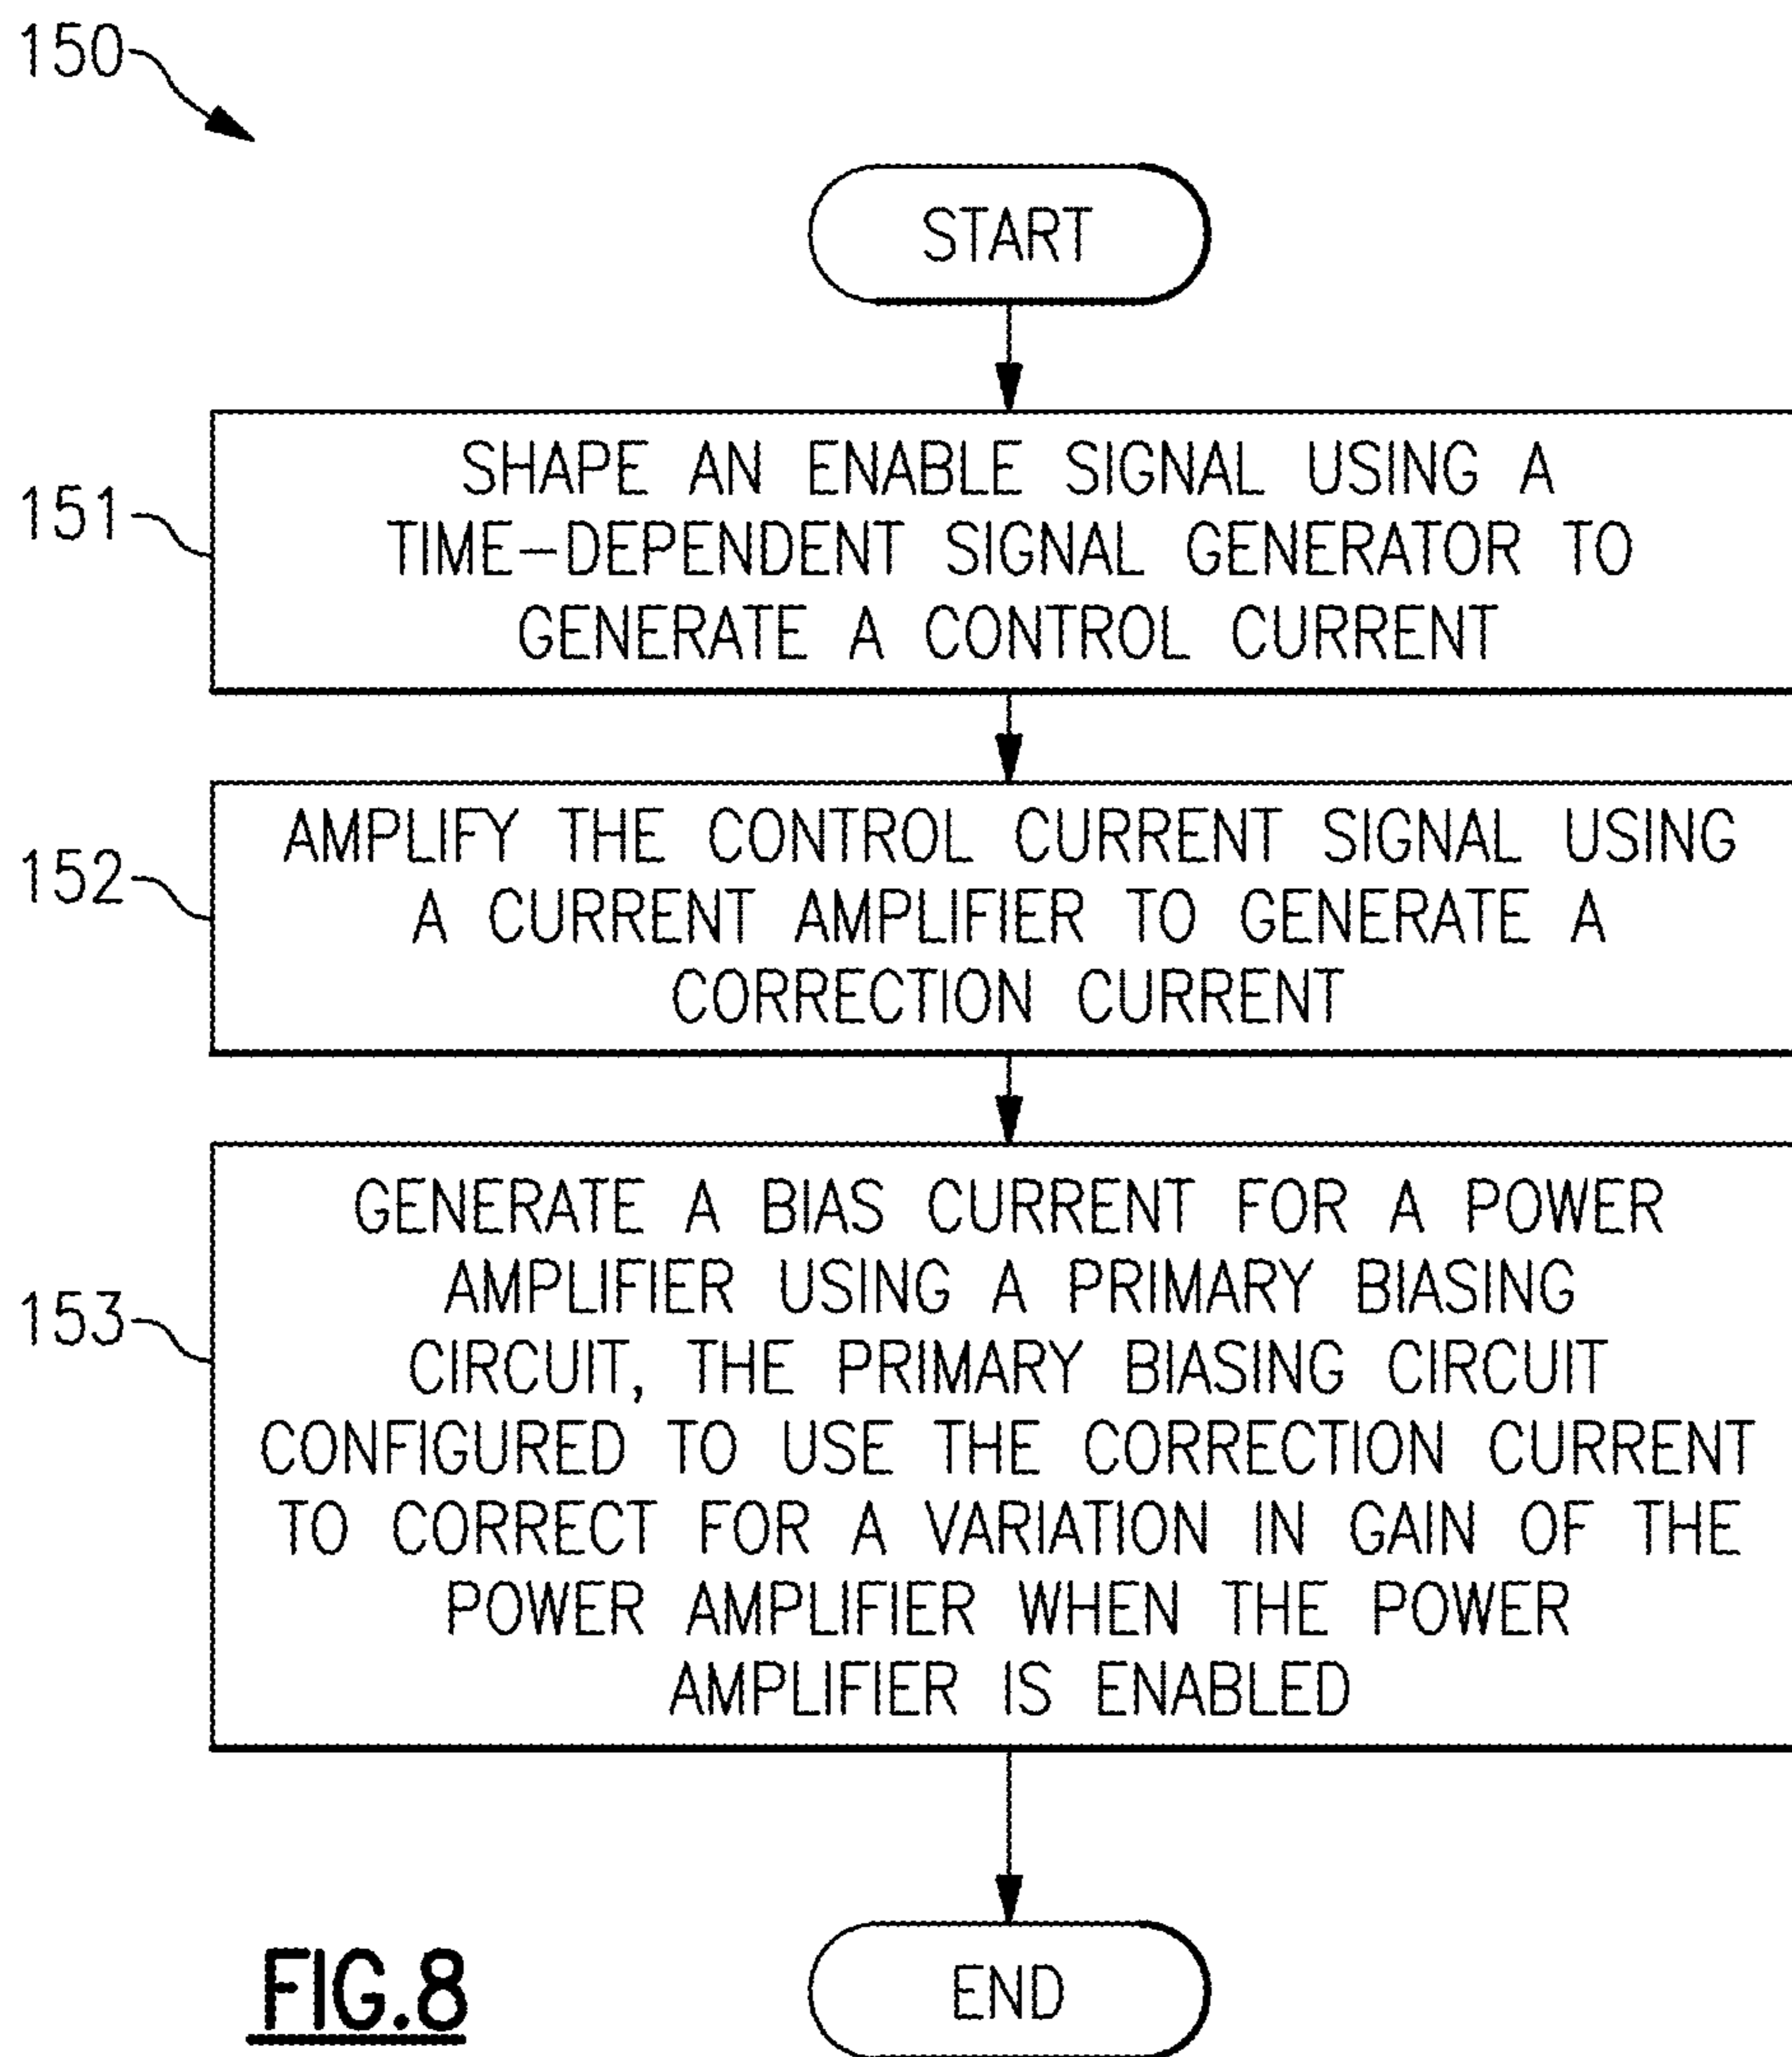 150
START
151
SHAPE AN ENABLE SIGNAL USING A
TIME-DEPENDENT SIGNAL GENERATOR TO
GENERATE A CONTROL CURRENT
152
AMPLIFY THE CONTROL CURRENT SIGNAL USING
A CURRENT AMPLIFIER TO GENERATE A
CORRECTION CURRENT
153
GENERATE A BIAS CURRENT FOR A POWER
AMPLIFIER USING A PRIMARY BIASING
CIRCUIT, THE PRIMARY BIASING CIRCUIT
CONFIGURED TO USE THE CORRECTION CURRENT
TO CORRECT FOR A VARIATION IN GAIN OF THE
POWER AMPLIFIER WHEN THE POWER
AMPLIFIER IS ENABLED
END
FIG.8